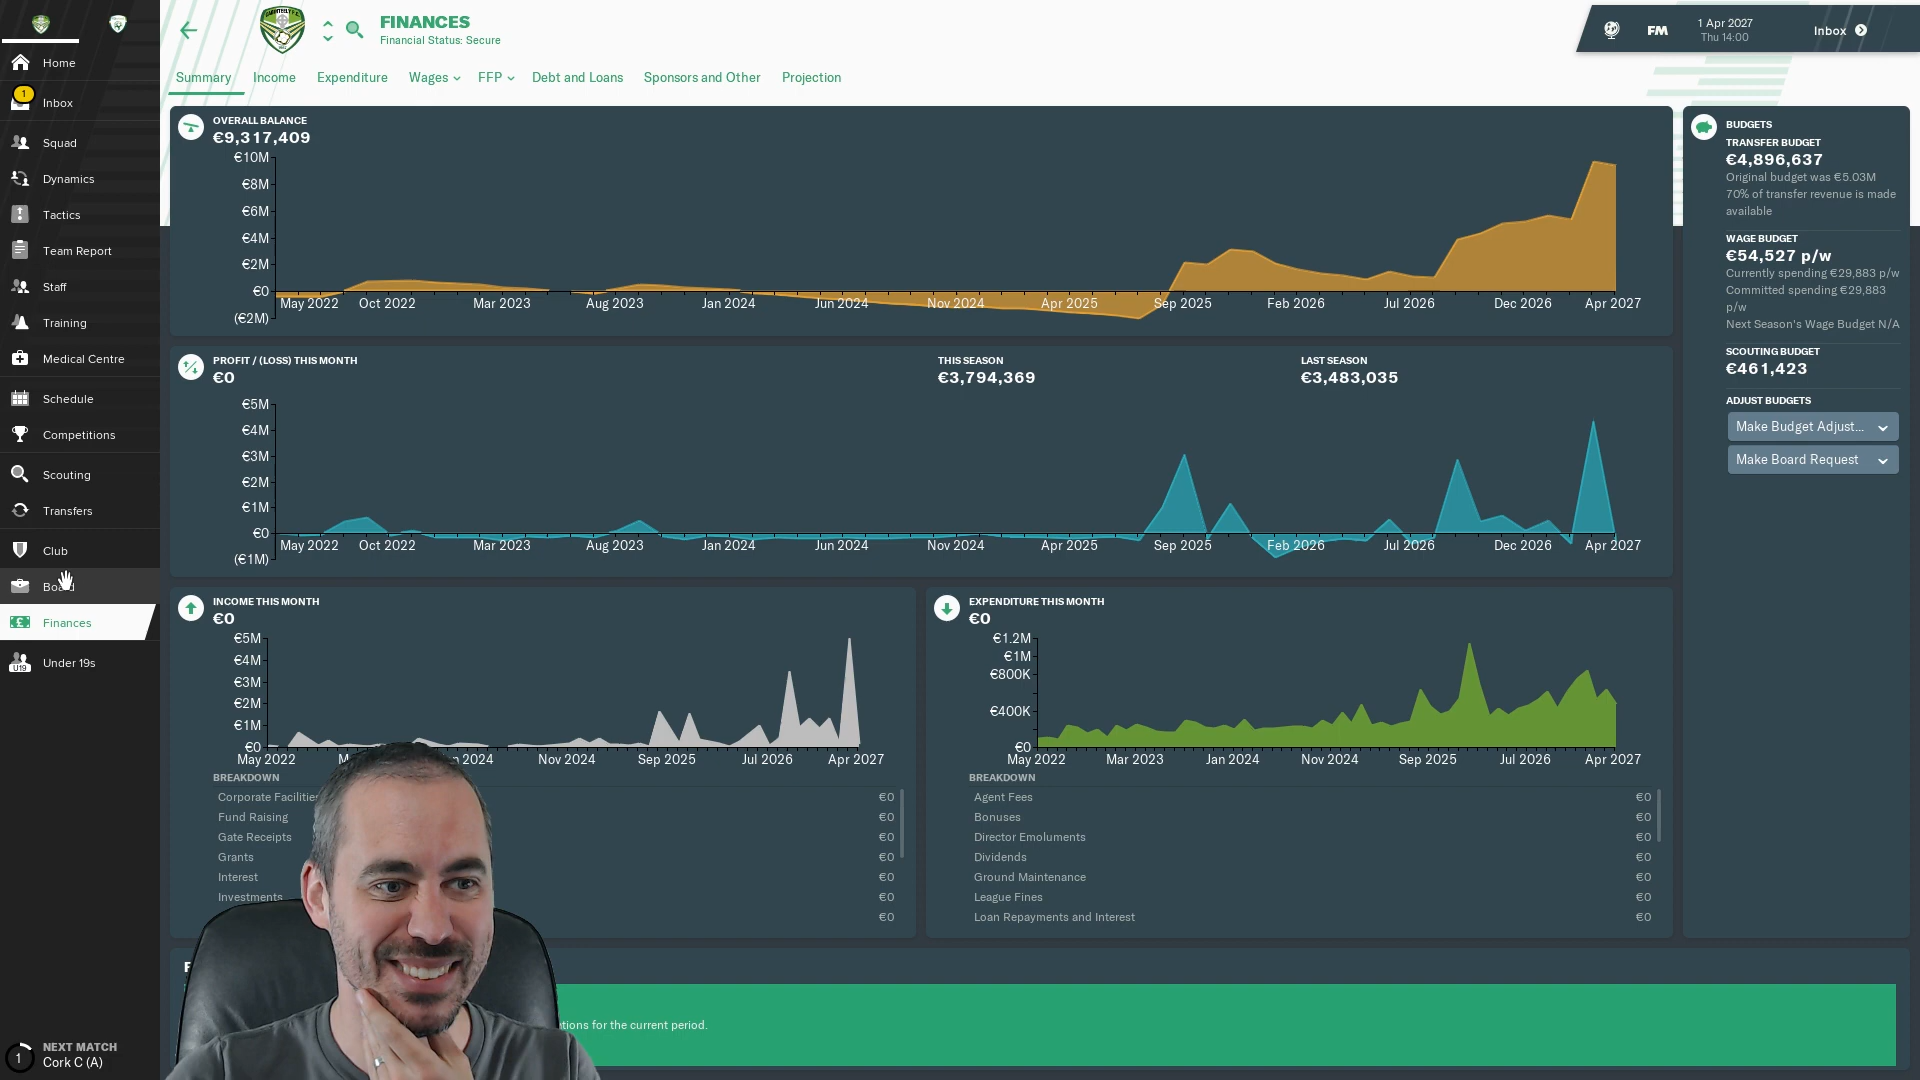 FINANCES
Financial Status: Secure
FM
1 Apr 2027
Thu 14:00
Inbox
Summary
Income
Expenditure
Wages
FFP
Debt and Loans
Sponsors and Other
Projection
Home
1
Inbox
Squad
Dynamics
Tactics
Team Report
Staff
Training
Medical Centre
Schedule
Competitions
Scouting
Transfers
Club
Board
Finances
U19
Under 19s
1
NEXT MATCH
Cork C (A)
OVERALL BALANCE
€9,317,409
€10M
€8M
€6M
€4M
€2M
€0
(€2M)
May 2022
Oct 2022
Mar 2023
Aug 2023
Jan 2024
Jun 2024
Nov 2024
Apr 2025
Sep 2025
Feb 2026
Jul 2026
Dec 2026
Apr 2027
PROFIT / (LOSS) THIS MONTH
€0
THIS SEASON
€3,794,369
LAST SEASON
€3,483,035
€5M
€4M
€3M
€2M
€1M
€0
(€1M)
May 2022
Oct 2022
Mar 2023
Aug 2023
Jan 2024
Jun 2024
Nov 2024
Apr 2025
Sep 2025
Feb 2026
Jul 2026
Dec 2026
Apr 2027
INCOME THIS MONTH
€0
€5M
€4M
€3M
€2M
€1M
€0
May 2022
2024
Nov 2024
Sep 2025
Jul 2026
Apr 2027
BREAKDOWN
Corporate Facilities €0
Fund Raising €0
Gate Receipts €0
Grants €0
Interest €0
Investments €0
€0
EXPENDITURE THIS MONTH
€0
€1.2M
€1M
€800K
€400K
€0
May 2022
Mar 2023
Jan 2024
Nov 2024
Sep 2025
Jul 2026
Apr 2027
BREAKDOWN
Agent Fees €0
Bonuses €0
Director Emoluments €0
Dividends €0
Ground Maintenance €0
League Fines €0
Loan Repayments and Interest €0
for the current period.
BUDGETS
TRANSFER BUDGET
€4,896,637
Original budget was €5.03M
70% of transfer revenue is made
available
WAGE BUDGET
€54,527 p/w
Currently spending €29,883 p/w
Committed spending €29,883
p/w
Next Season's Wage Budget N/A
SCOUTING BUDGET
€461,423
ADJUST BUDGETS
Make Budget Adjust...
Make Board Request